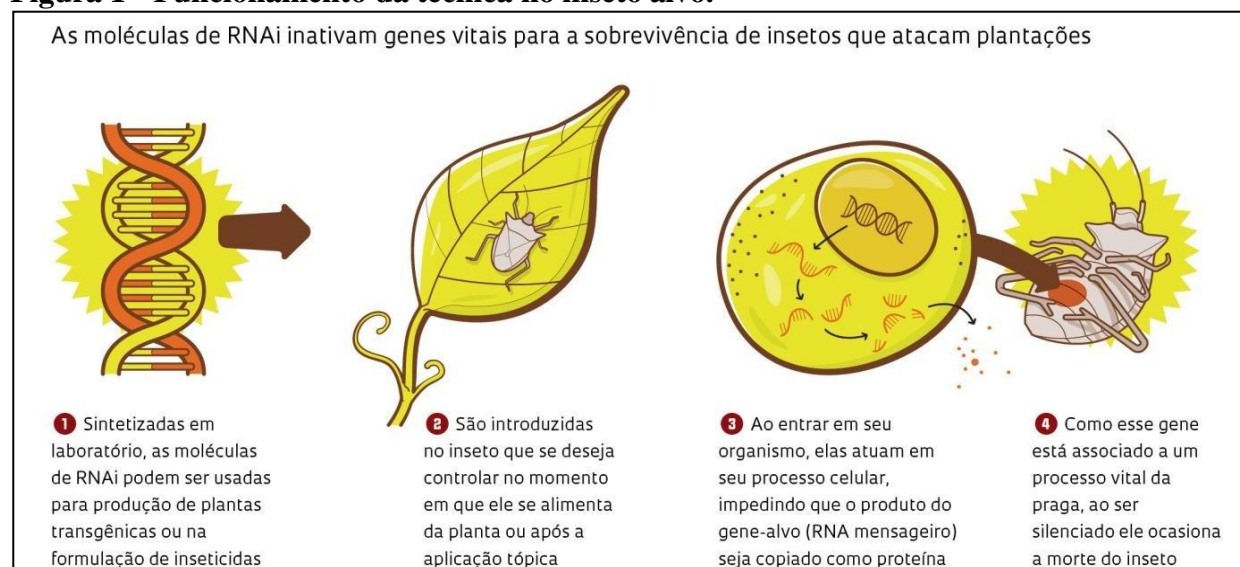 Figura 1 - Funcionamento da técnica no inseto alvo.
As moléculas de RNAi inativam genes vitais para a sobrevivência de insetos que atacam plantações
1 Sintetizadas em
laboratório, as moléculas
de RNAi podem ser usadas
para produção de plantas
transgênicas ou na
formulação de inseticidas
2 São introduzidas
no inseto que se deseja
controlar no momento
em que ele se alimenta
da planta ou após a
aplicação tópica
3 Ao entrar em seu
organismo, elas atuam em
seu processo celular,
impedindo que o produto do
gene-alvo (RNA mensageiro)
seja copiado como proteína
4 Como esse gene
está associado a um
processo vital da
praga, ao ser
silenciado ele ocasiona
a morte do inseto